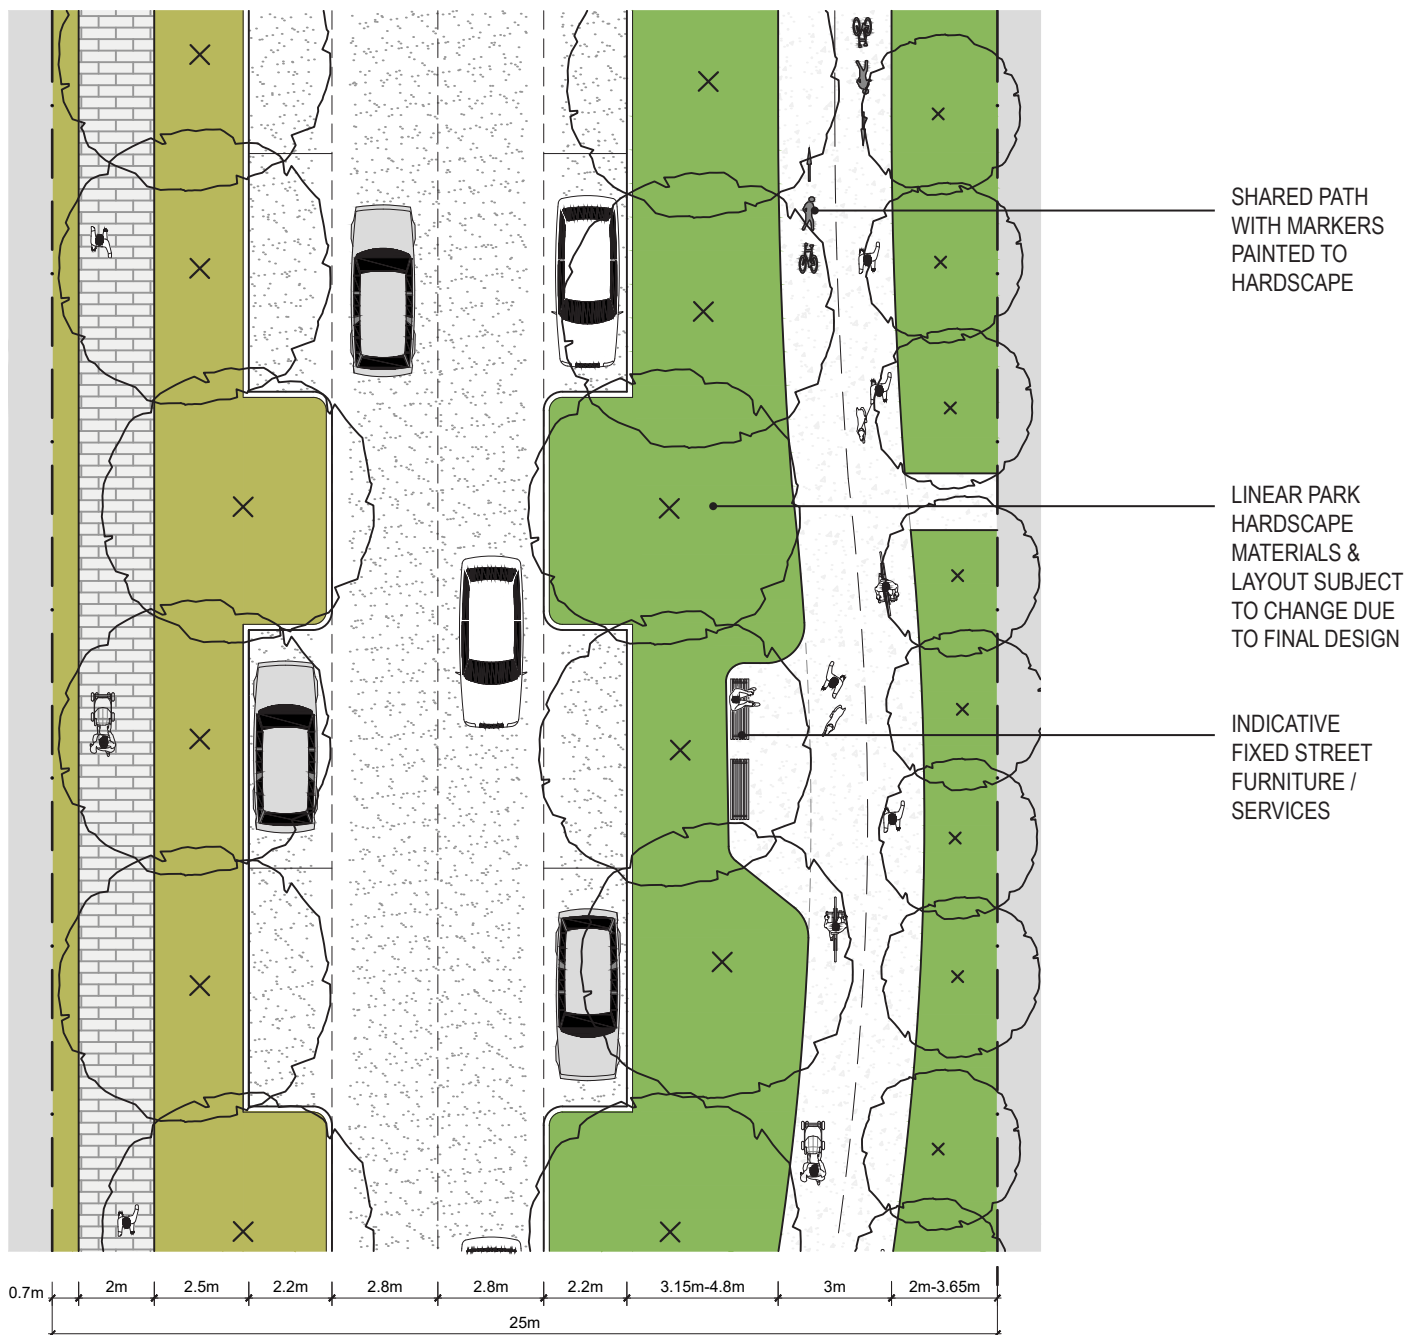 SHARED PATH
WITH MARKERS
PAINTED TO
HARDSCAPE
LINEAR PARK
HARDSCAPE
MATERIALS &
LAYOUT SUBJECT
TO CHANGE DUE
TO FINAL DESIGN
INDICATIVE
FIXED STREET
FURNITURE /
SERVICES
0.7m 2m 2.5m 2.2m 2.8m 2.8m 2.2m 3.15m-4.8m 3m 2m-3.65m
25m